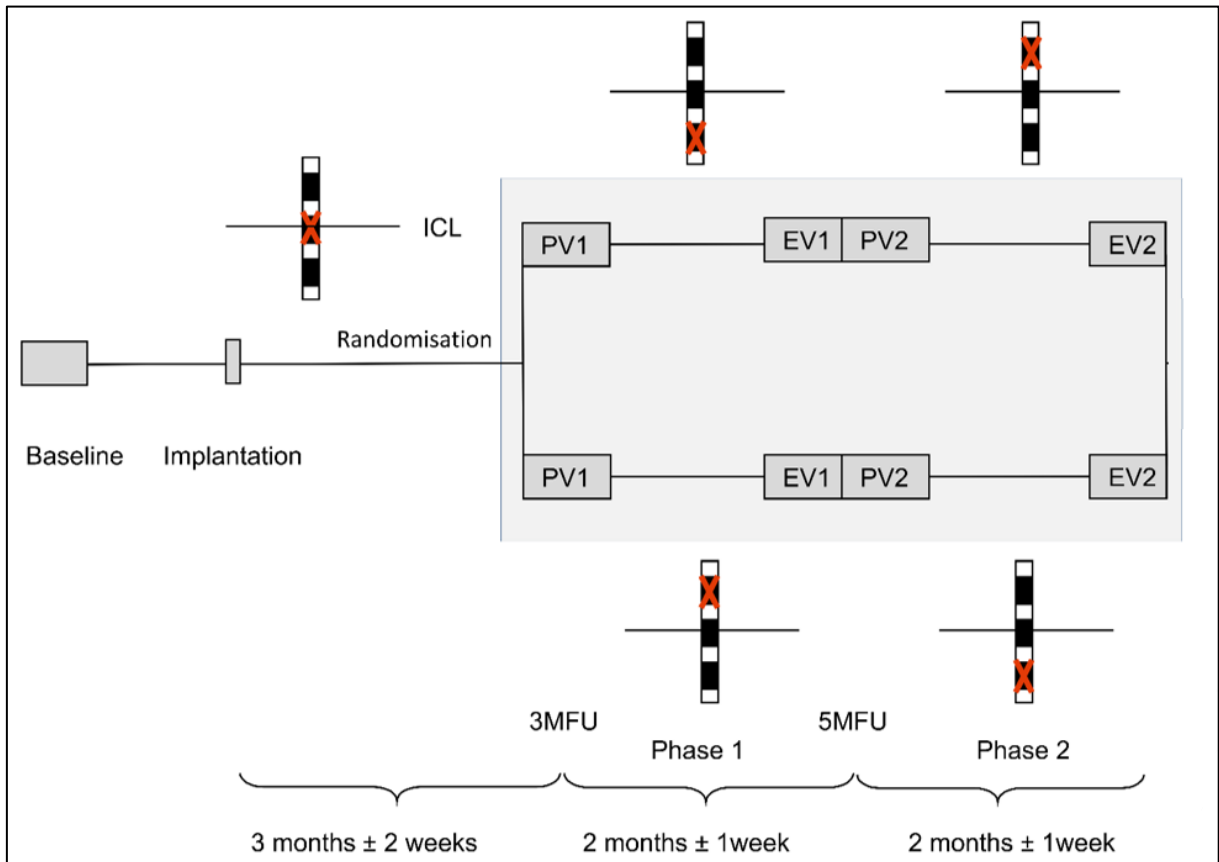 ICL
PV1
EV1
PV2
EV2
Randomisation
Baseline
Implantation
PV1
EV1
PV2
EV2
3MFU
5MFU
Phase 1
Phase 2
3 months ± 2 weeks
2 months ± 1week
2 months ± 1week